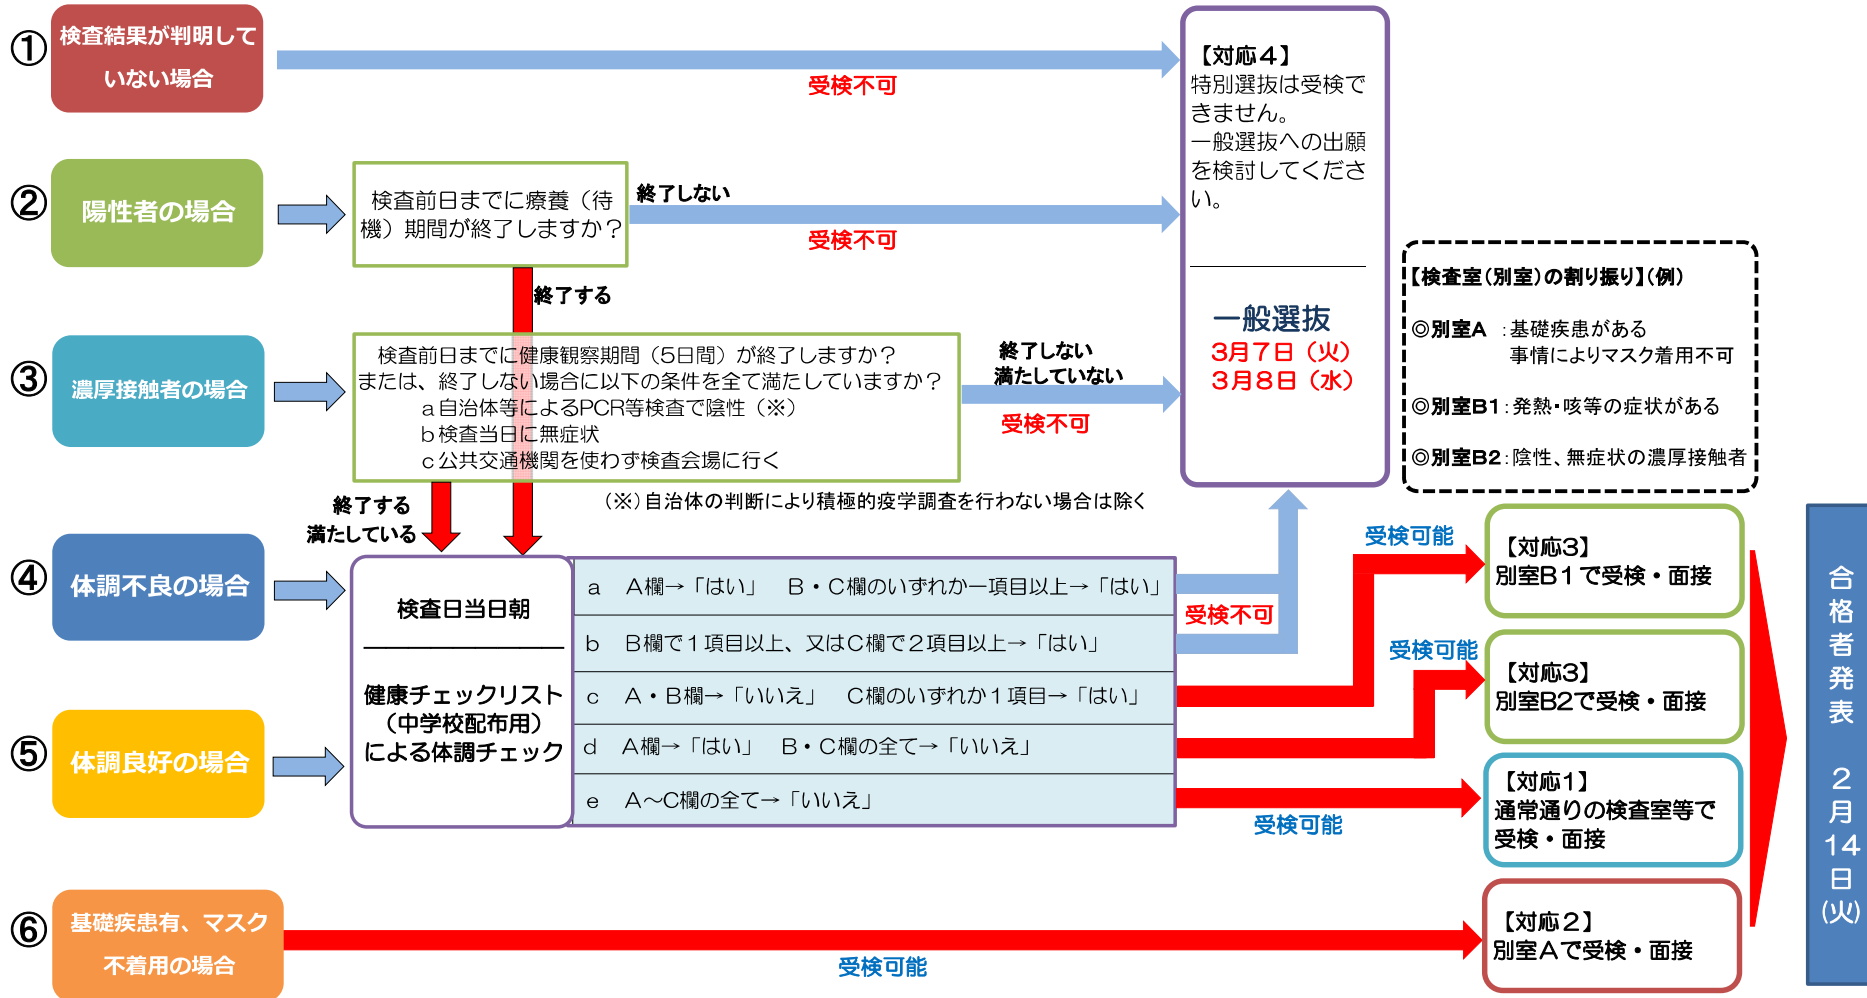 ①
検査結果が判明して
いない場合
受検不可
【対応4】
特別選抜は受検で
きません。
一般選抜への出願
を検討してくださ
い。
一般選抜
3月7日（火）
3月8日（水）
②
陽性者の場合
検査前日までに療養（待
機）期間が終了しますか？
終了しない
受検不可
終了する
【検査室（別室）の割り振り】（例）
◎別室A ：基礎疾患がある
事情によりマスク着用不可
◎別室B1：発熱・咳等の症状がある
◎別室B2：陰性、無症状の濃厚接触者
③
濃厚接触者の場合
検査前日までに健康観察期間（5日間）が終了しますか？
または、終了しない場合に以下の条件を全て満たしていますか？
a 自治体等によるPCR等検査で陰性（※）
b 検査当日に無症状
c 公共交通機関を使わず検査会場に行く
終了しない
満たしていない
受検不可
（※）自治体の判断により積極的疫学調査を行わない場合は除く
終了する
満たしている
④
体調不良の場合
⑤
体調良好の場合
検査日当日朝
健康チェックリスト
（中学校配布用）
による体調チェック
a A欄→「はい」 B・C欄のいずれか一項目以上→「はい」
b B欄で1項目以上、又はC欄で2項目以上→「はい」
c A・B欄→「いいえ」 C欄のいずれか1項目→「はい」
d A欄→「はい」 B・C欄の全て→「いいえ」
e A～C欄の全て→「いいえ」
受検不可
受検可能
【対応3】
別室B1で受検・面接
受検可能
【対応3】
別室B2で受検・面接
受検可能
【対応1】
通常通りの検査室等で
受検・面接
⑥
基礎疾患有、マスク
不着用の場合
受検可能
【対応2】
別室Aで受検・面接
合格者発表 2月14日(火)